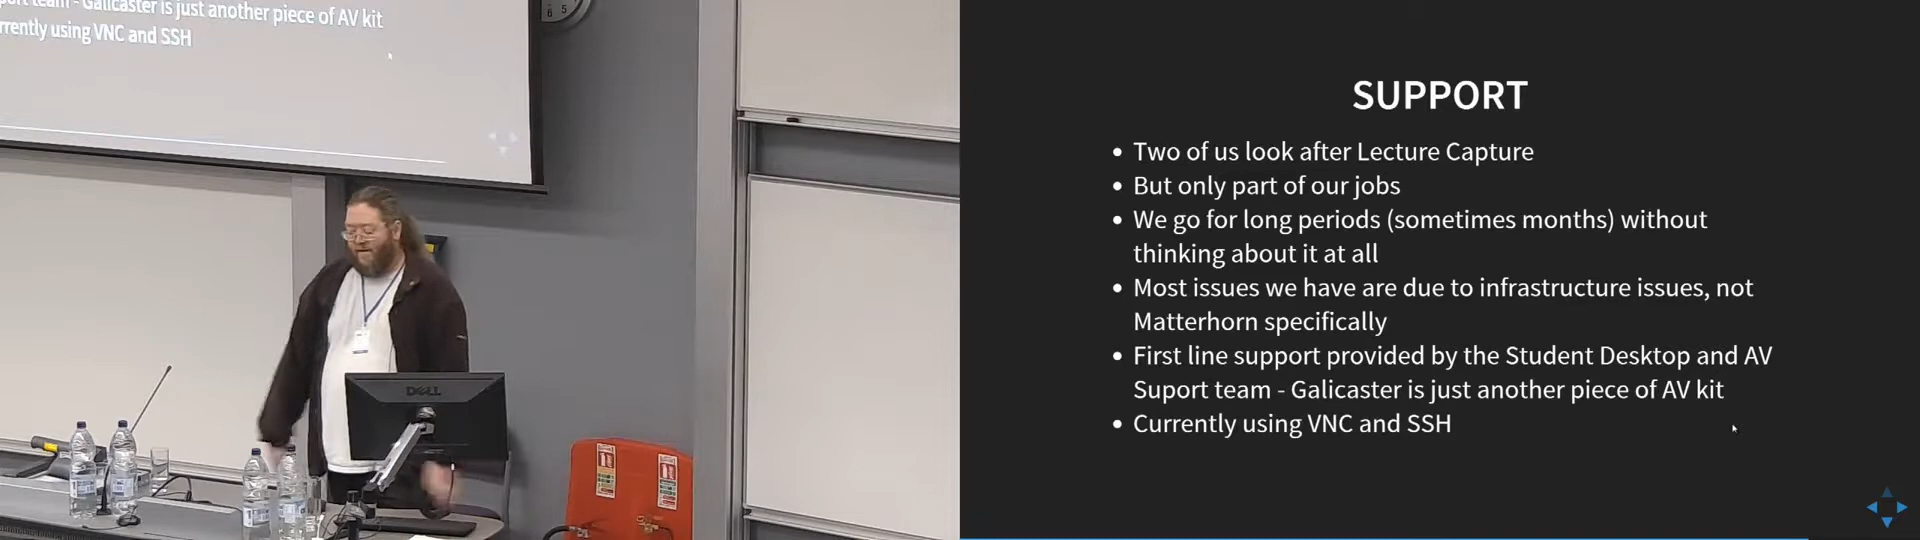 port team - Galicaster is just another piece of AV kit
rrently using VNC and SSH
6 5
DELL
SUPPORT
• Two of us look after Lecture Capture
• But only part of our jobs
• We go for long periods (sometimes months) without
thinking about it at all
• Most issues we have are due to infrastructure issues, not
Matterhorn specifically
• First line support provided by the Student Desktop and AV
Suport team - Galicaster is just another piece of AV kit
• Currently using VNC and SSH